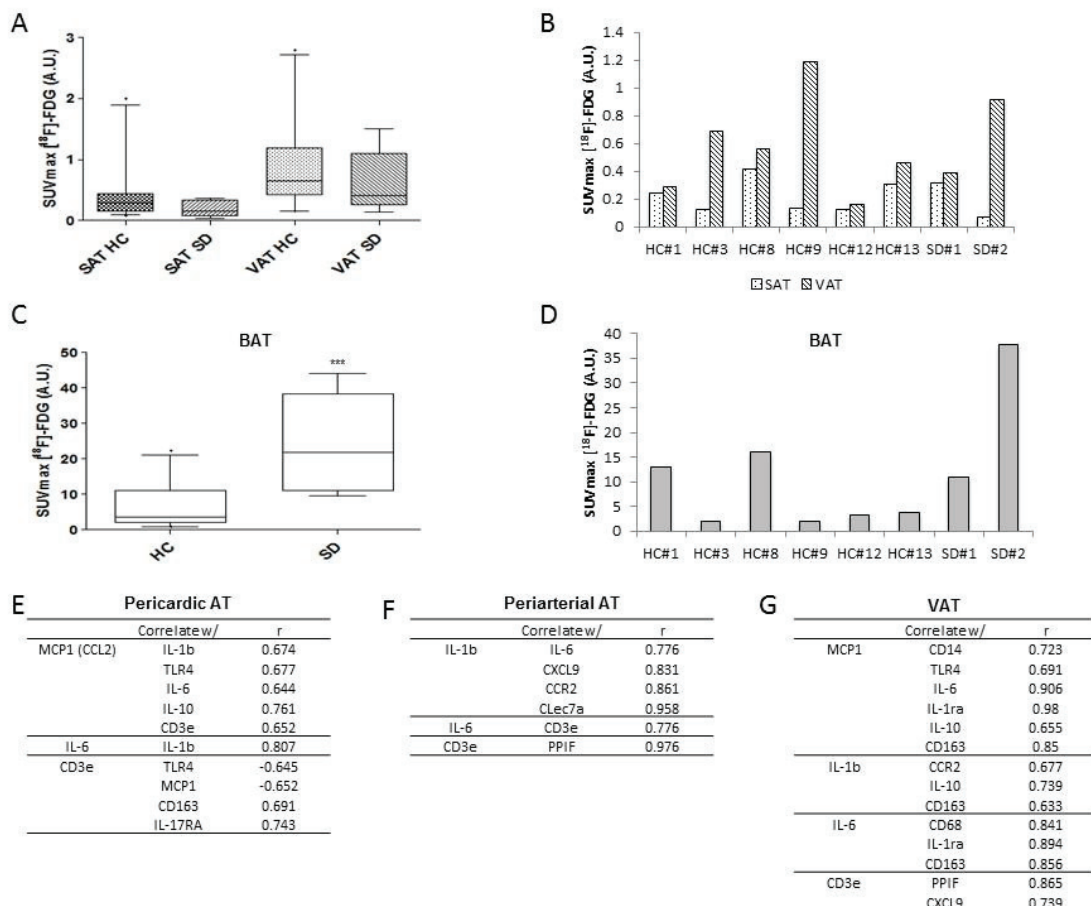 A
SUVmax [18F]-FDG (A.U.)
3
2
1
0
SAT HC
SAT SD
VAT HC
VAT SD
B
SUVmax [18F]-FDG (A.U.)
1.4
1.2
1
0.8
0.6
0.4
0.2
0
HC#1 HC#3 HC#8 HC#9 HC#12 HC#13 SD#1 SD#2
SAT VAT
C
BAT
SUVmax [18F]-FDG (A.U.)
50
40
30
20
10
0
***
HC
SD
D
BAT
SUVmax [18F]-FDG (A.U.)
40
35
30
25
20
15
10
5
0
HC#1 HC#3 HC#8 HC#9 HC#12 HC#13 SD#1 SD#2
E Pericardic AT
Correlate w/ r
MCP1 (CCL2) IL-1b 0.674
TLR4 0.677
IL-6 0.644
IL-10 0.761
CD3e 0.652
IL-6 IL-1b 0.807
CD3e TLR4 -0.645
MCP1 -0.652
CD163 0.691
IL-17RA 0.743
F Periarterial AT
Correlate w/ r
IL-1b IL-6 0.776
CXCL9 0.831
CCR2 0.861
CLec7a 0.958
IL-6 CD3e 0.776
CD3e PPIF 0.976
G VAT
Correlate w/ r
MCP1 CD14 0.723
TLR4 0.691
IL-6 0.906
IL-1ra 0.98
IL-10 0.655
CD163 0.85
IL-1b CCR2 0.677
IL-10 0.739
CD163 0.633
IL-6 CD68 0.841
IL-1ra 0.894
CD163 0.856
CD3e PPIF 0.865
CXCL9 0.739